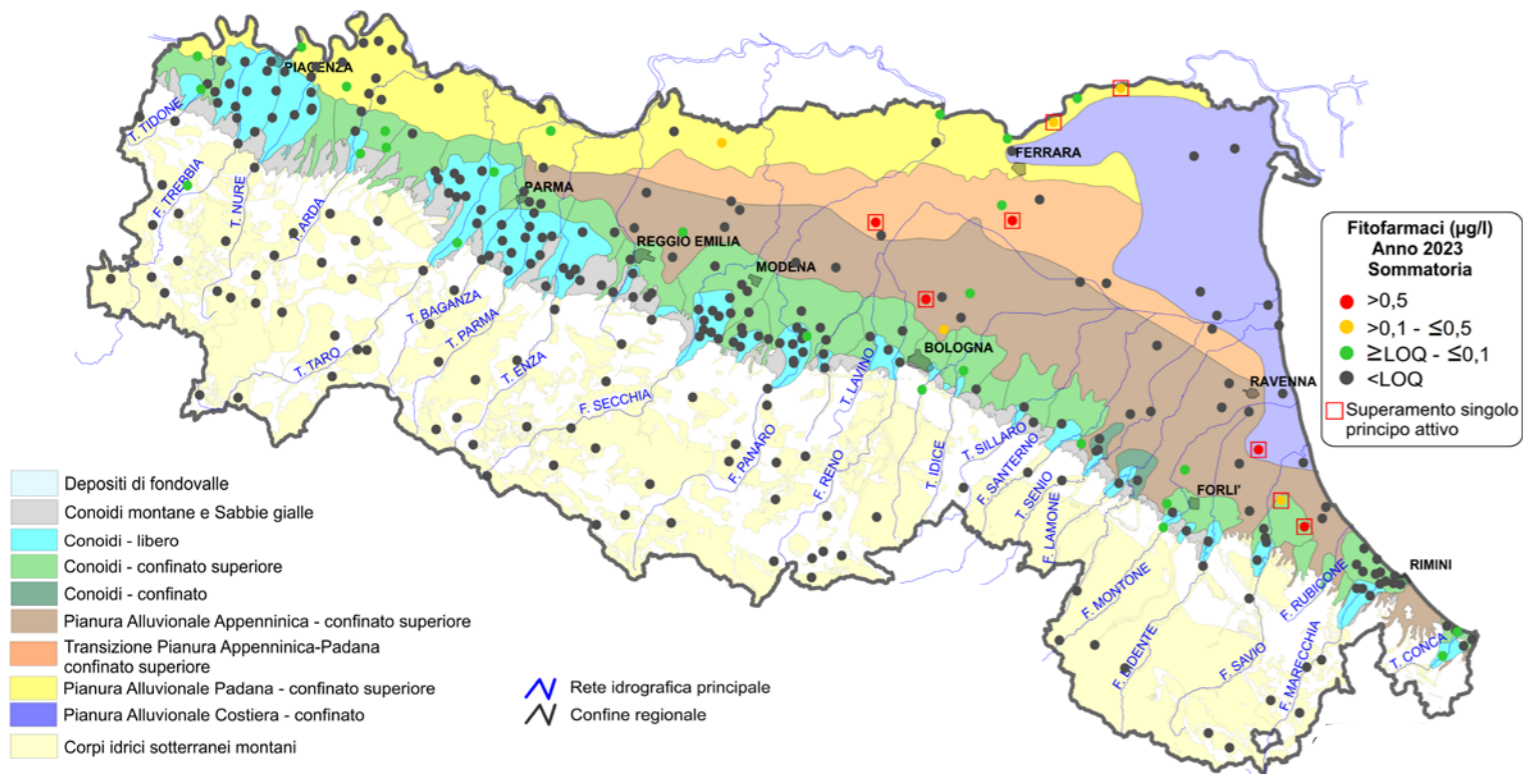 PIACENZA
T. TIDONE
F. TREBBIA
T. NURE
T. ARDA
PARMA
FERRARA
REGGIO EMILIA
MODENA
T. TARO
T. BAGANZA
T. PARMA
T. ENZA
F. SECCHIA
F. PANARO
T. LAVINO
F. RENO
BOLOGNA
T. IDICE
T. SILLARO
F. SANTERNO
T. SENIO
F. LAMONE
RAVENNA
FORLI'
F. MONTONE
F. BIDENTE
F. SAVIO
F. RUBICONE
F. MARECCHIA
RIMINI
T. CONCA
Fitofarmaci (µg/l)
Anno 2023
Sommatoria
>0,5
>0,1 - ≤0,5
≥LOQ - ≤0,1
<LOQ
Superamento singolo
principo attivo
Depositi di fondovalle
Conoidi montane e Sabbie gialle
Conoidi - libero
Conoidi - confinato superiore
Conoidi - confinato
Pianura Alluvionale Appenninica - confinato superiore
Transizione Pianura Appenninica-Padana
confinato superiore
Pianura Alluvionale Padana - confinato superiore
Pianura Alluvionale Costiera - confinato
Corpi idrici sotterranei montani
Rete idrografica principale
Confine regionale